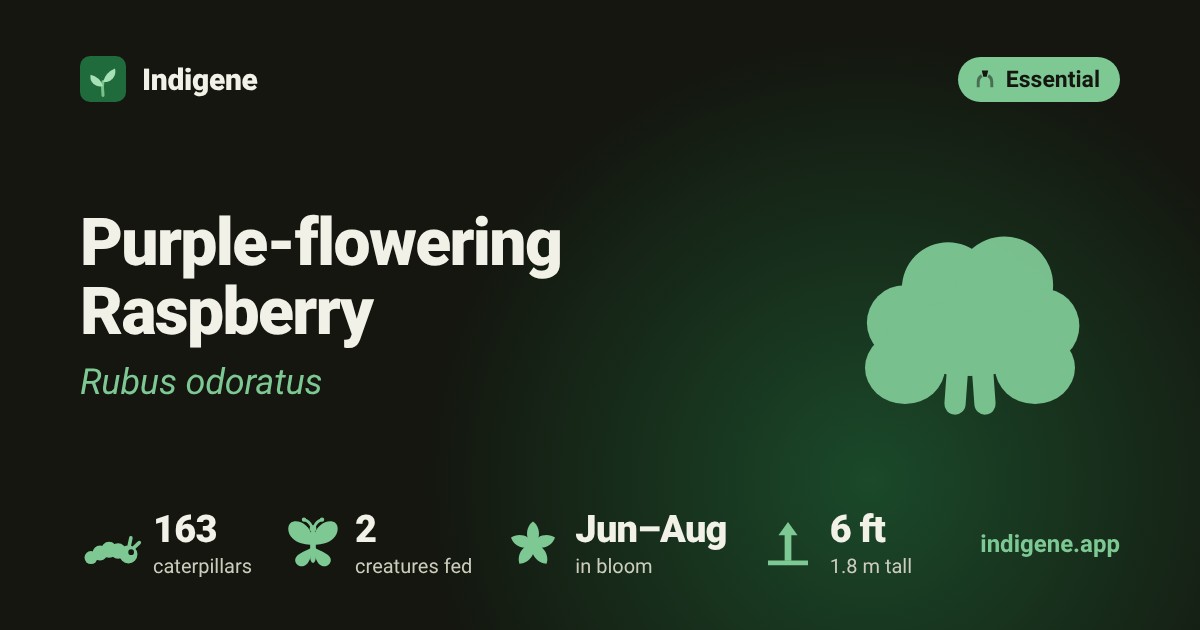 Indigene
Essential
Purple-flowering
Raspberry
Rubus odoratus
163
caterpillars
2
creatures fed
Jun–Aug
in bloom
6 ft
1.8 m tall
indigene.app